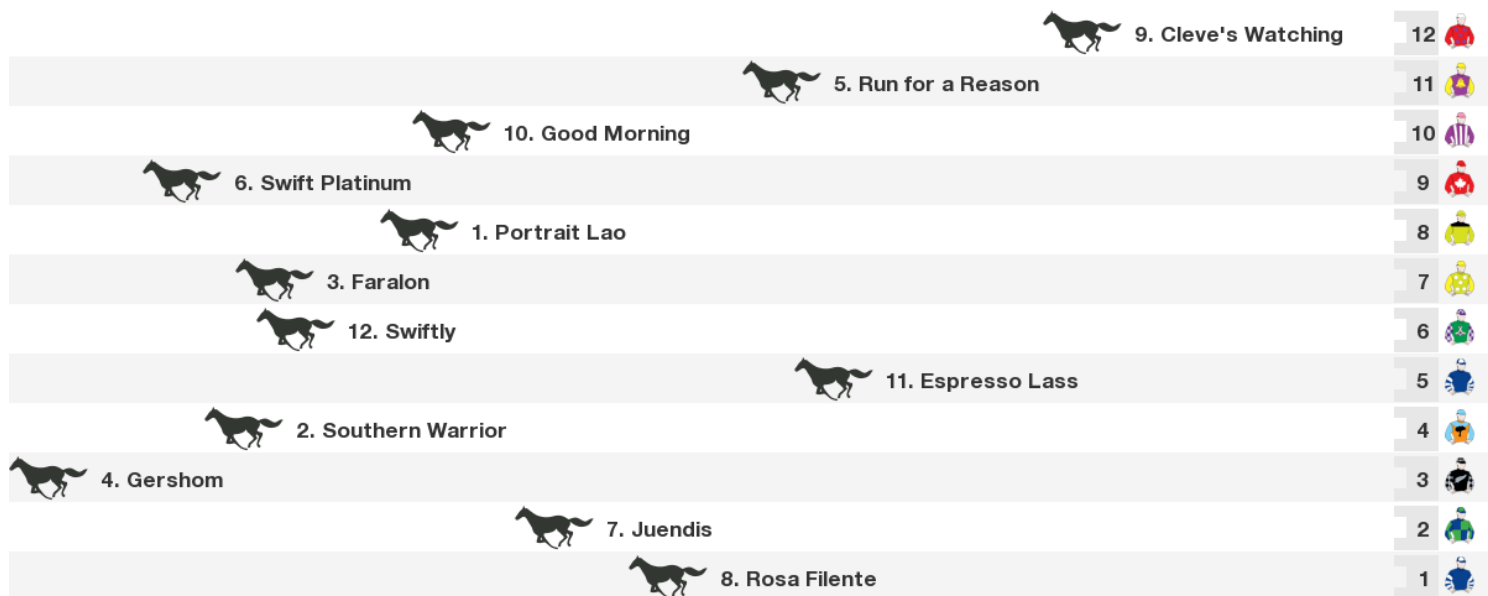 9. Cleve's Watching 12
5. Run for a Reason 11
10. Good Morning 10
6. Swift Platinum 9
1. Portrait Lao 8
3. Faralon 7
12. Swiftly 6
11. Espresso Lass 5
2. Southern Warrior 4
4. Gershom 3
7. Juendis 2
8. Rosa Filente 1